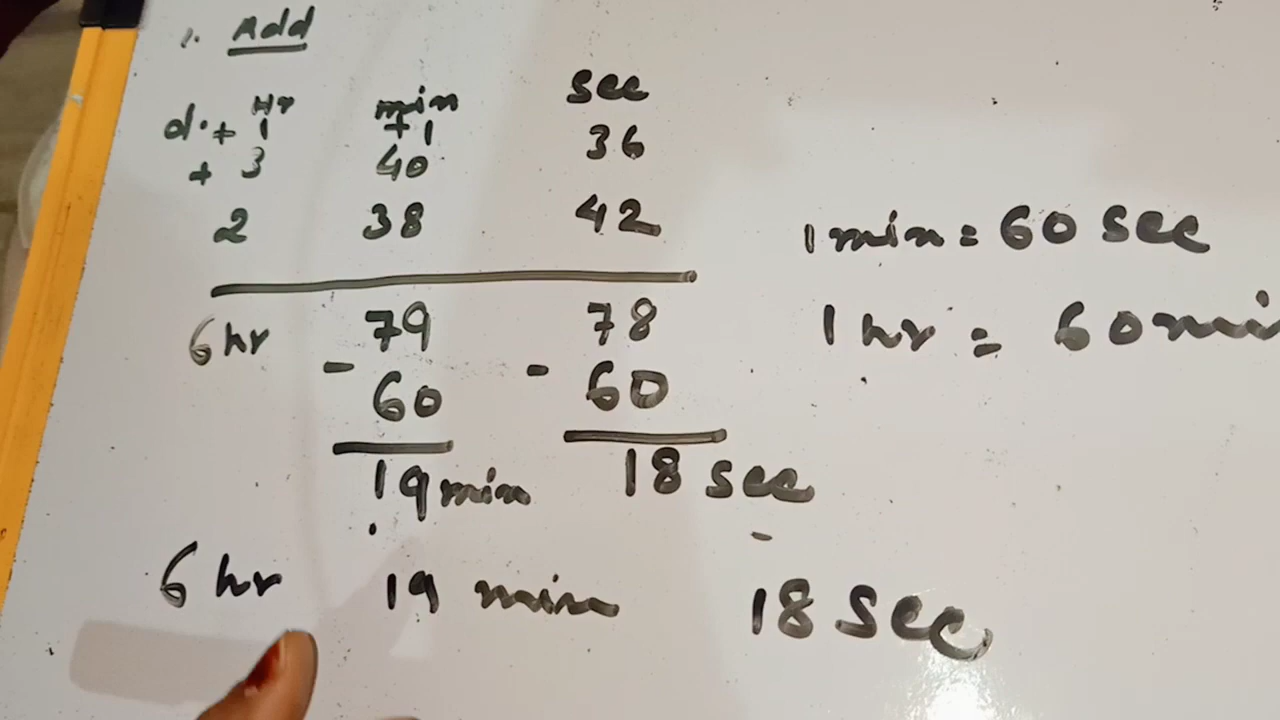 1. Add
Hr min sec
d. + 1 +1 36
+ 3 40
2 38 42
1 min = 60 sec
6 hr 79 78
1 hr = 60 min
- 60 - 60
19 min 18 sec
6 hr 19 min 18 sec